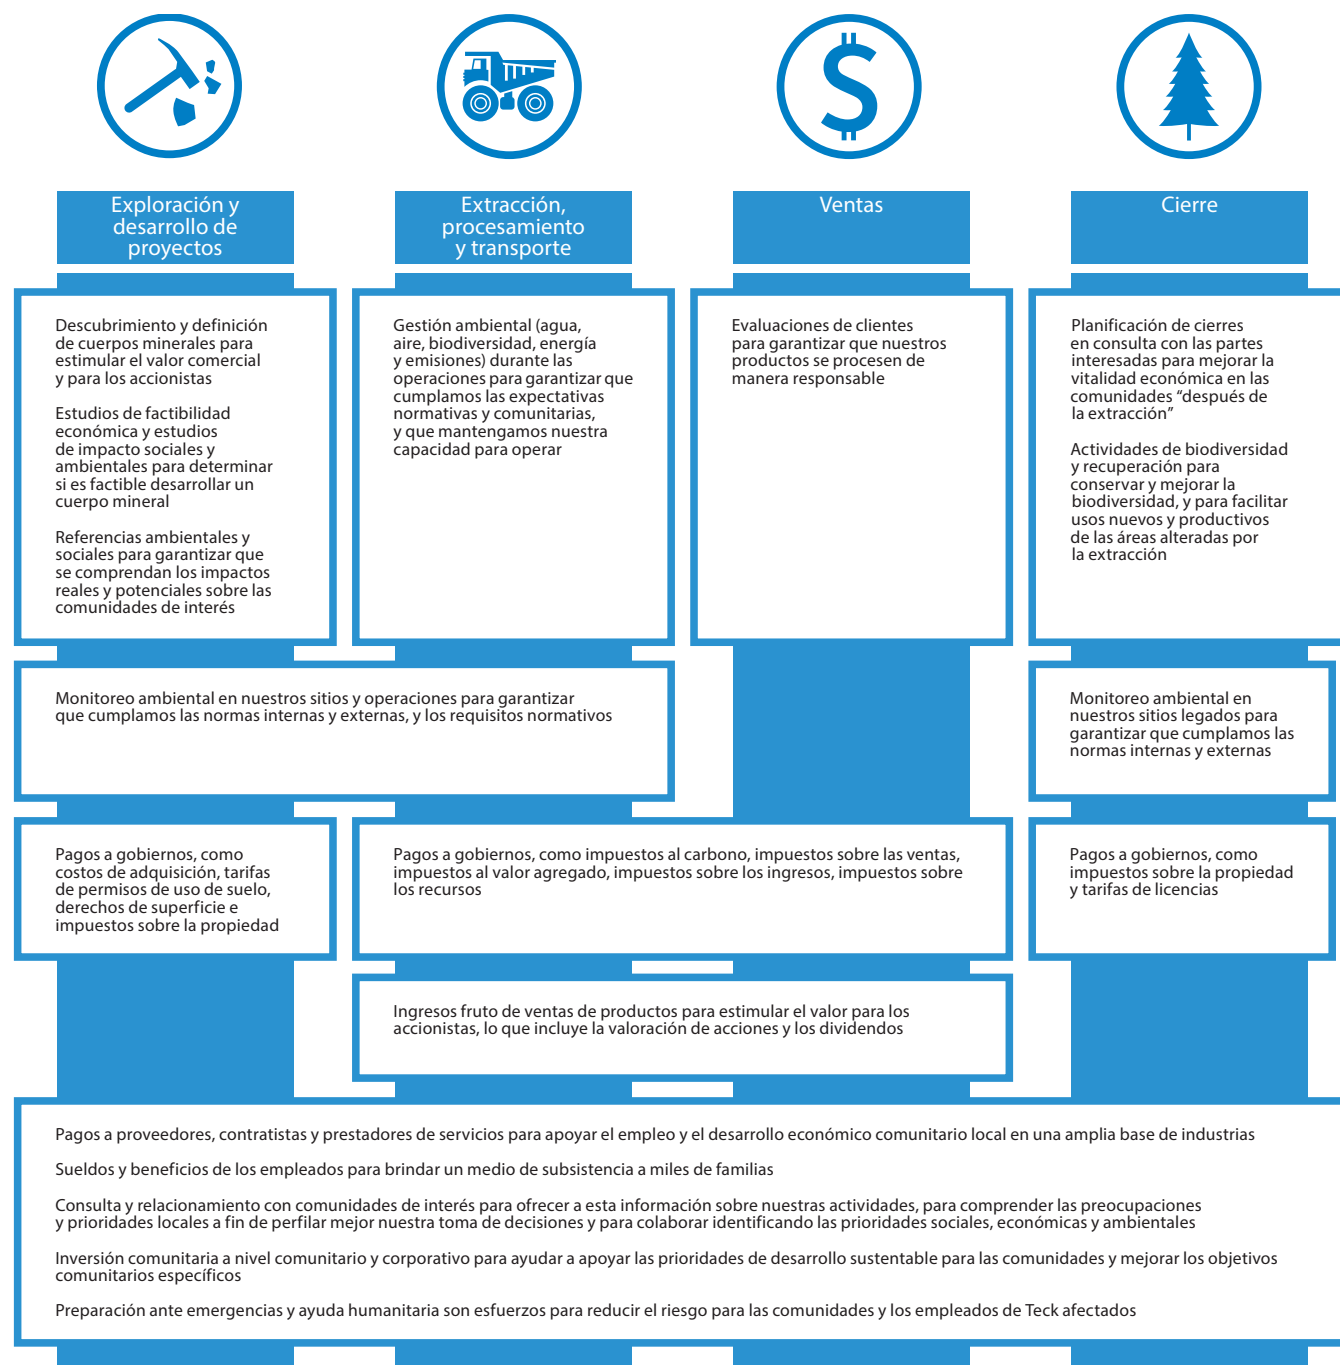 Exploración y
desarrollo de
proyectos
Extracción,
procesamiento
y transporte
Ventas
Cierre
Descubrimiento y definición
de cuerpos minerales para
estimular el valor comercial
y para los accionistas
Estudios de factibilidad
económica y estudios
de impacto sociales y
ambientales para determinar
si es factible desarrollar un
cuerpo mineral
Referencias ambientales y
sociales para garantizar que
se comprendan los impactos
reales y potenciales sobre las
comunidades de interés
Gestión ambiental (agua,
aire, biodiversidad, energía
y emisiones) durante las
operaciones para garantizar que
cumplamos las expectativas
normativas y comunitarias,
y que mantengamos nuestra
capacidad para operar
Evaluaciones de clientes
para garantizar que nuestros
productos se procesen de
manera responsable
Planificación de cierres
en consulta con las partes
interesadas para mejorar la
vitalidad económica en las
comunidades “después de
la extracción”
Actividades de biodiversidad
y recuperación para
conservar y mejorar la
biodiversidad, y para facilitar
usos nuevos y productivos
de las áreas alteradas por
la extracción
Monitoreo ambiental en nuestros sitios y operaciones para garantizar
que cumplamos las normas internas y externas, y los requisitos normativos
Monitoreo ambiental en
nuestros sitios legados para
garantizar que cumplamos las
normas internas y externas
Pagos a gobiernos, como
costos de adquisición, tarifas
de permisos de uso de suelo,
derechos de superficie e
impuestos sobre la propiedad
Pagos a gobiernos, como impuestos al carbono, impuestos sobre las ventas,
impuestos al valor agregado, impuestos sobre los ingresos, impuestos sobre
los recursos
Pagos a gobiernos, como
impuestos sobre la propiedad
y tarifas de licencias
Ingresos fruto de ventas de productos para estimular el valor para los
accionistas, lo que incluye la valoración de acciones y los dividendos
Pagos a proveedores, contratistas y prestadores de servicios para apoyar el empleo y el desarrollo económico comunitario local en una amplia base de industrias
Sueldos y beneficios de los empleados para brindar un medio de subsistencia a miles de familias
Consulta y relacionamiento con comunidades de interés para ofrecer a esta información sobre nuestras actividades, para comprender las preocupaciones
y prioridades locales a fin de perfilar mejor nuestra toma de decisiones y para colaborar identificando las prioridades sociales, económicas y ambientales
Inversión comunitaria a nivel comunitario y corporativo para ayudar a apoyar las prioridades de desarrollo sustentable para las comunidades y mejorar los objetivos
comunitarios específicos
Preparación ante emergencias y ayuda humanitaria son esfuerzos para reducir el riesgo para las comunidades y los empleados de Teck afectados